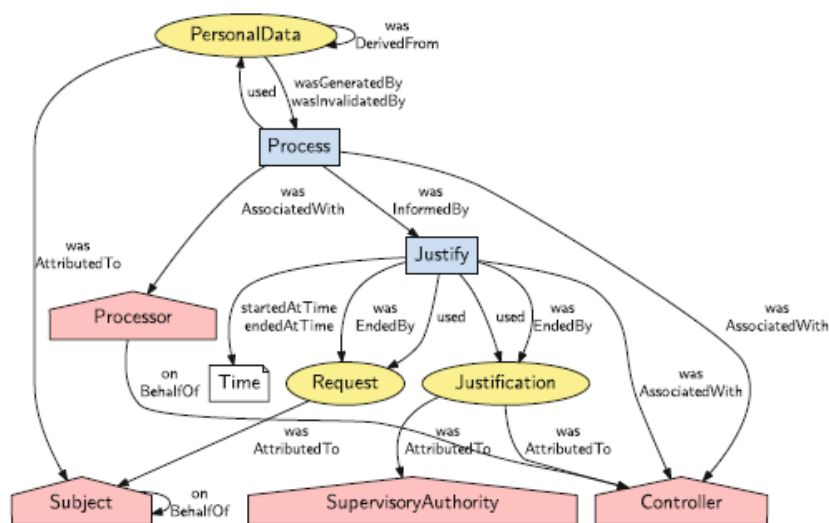 PersonalData
was
DerivedFrom
used
wasGeneratedBy
wasInvalidatedBy
Process
was
AssociatedWith
was
InformedBy
was
AttributedTo
Justify
Processor
startedAtTime
endedAtTime
was
EndedBy
used
used
was
EndedBy
was
AssociatedWith
on
BehalfOf
Time
Request
Justification
was
AssociatedWith
was
AttributedTo
was
AttributedTo
was
AttributedTo
Subject
on
BehalfOf
SupervisoryAuthority
Controller